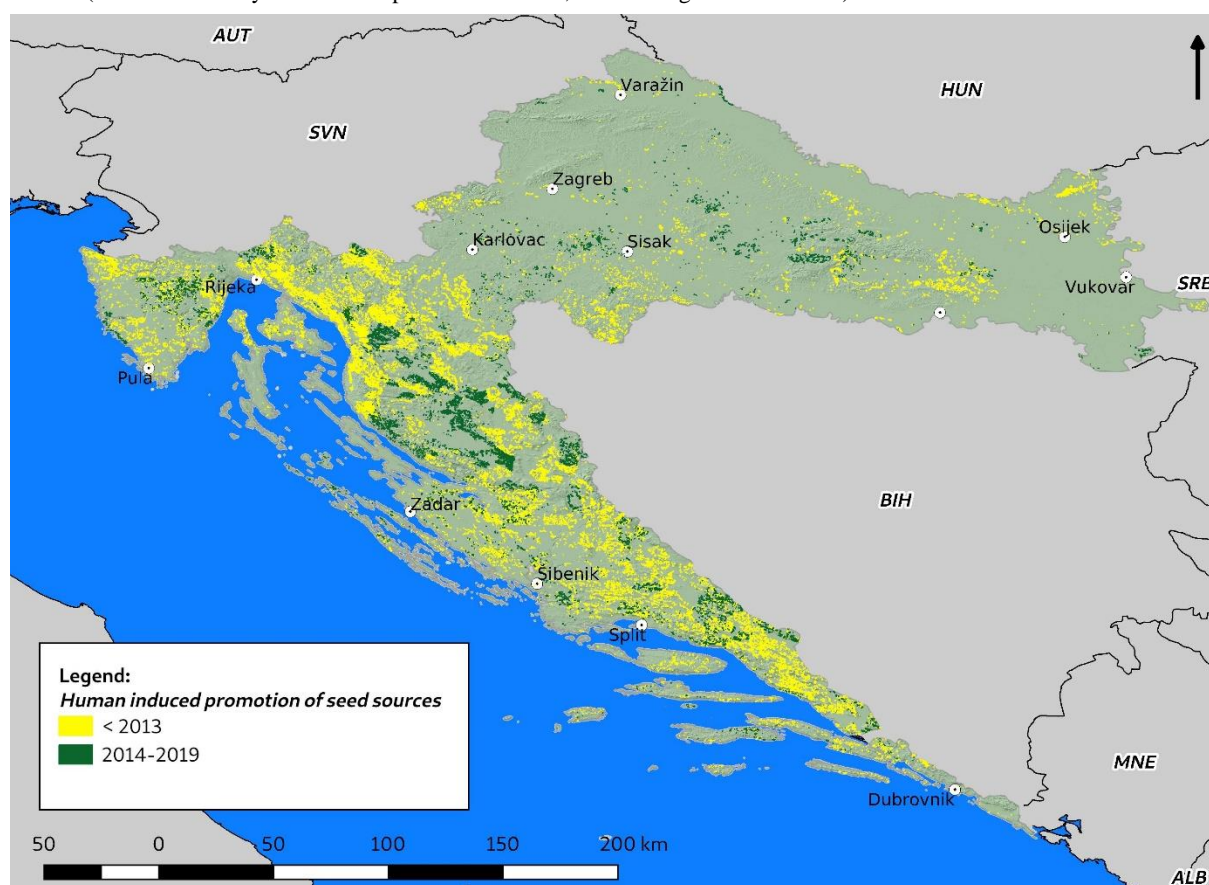 AUT
HUN
Varažin
SVN
Zagreb
Osijek
Karlovac
Sisak
Rijeka
Vukovar
SRB
Pula
BIH
Zadar
Šibenik
Split
Legend:
Human induced promotion of seed sources
< 2013
2014-2019
MNE
Dubrovnik
50 0 50 100 150 200 km
ALB